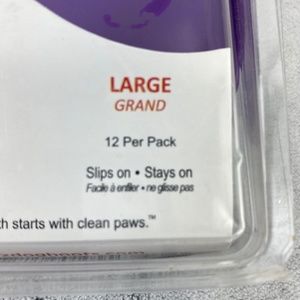 LARGE
GRAND
12 Per Pack
Slips on • Stays on
Facile à enfiler • ne glisse pas
th starts with clean paws.™